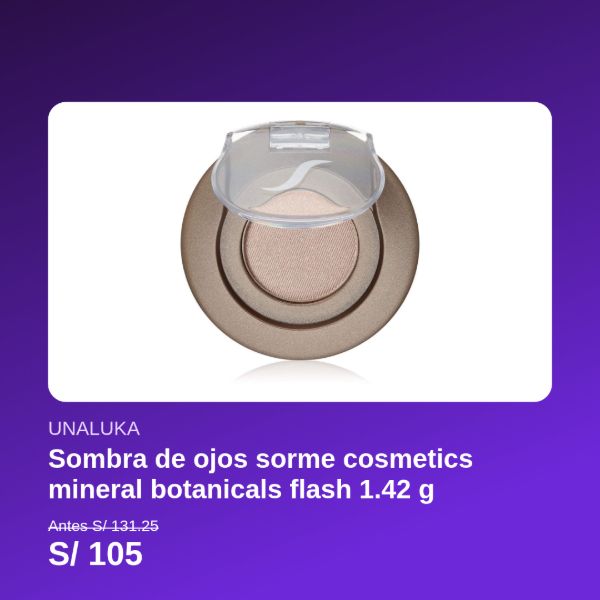 UNALUKA
Sombra de ojos sorme cosmetics
mineral botanicals flash 1.42 g
Antes S/ 131.25
S/ 105